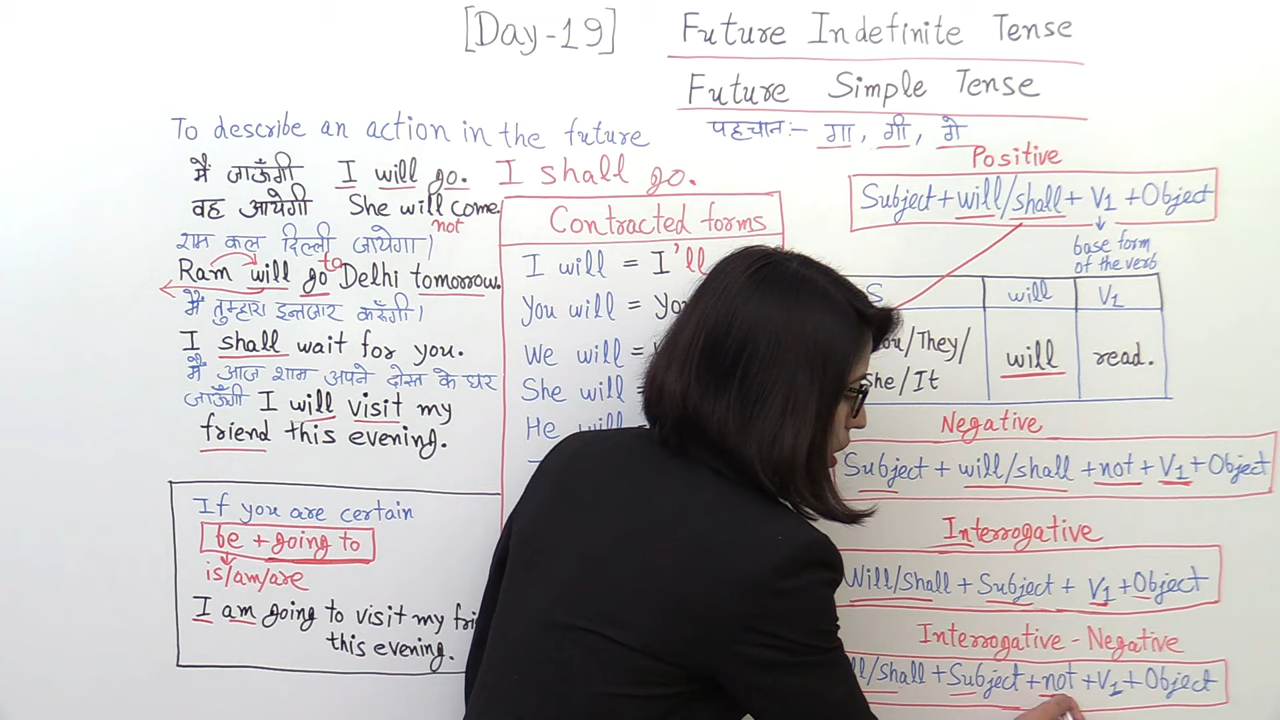 [Day-19]
Future Indefinite Tense
Future Simple Tense
पहचान:- गा, गी, गे
To describe an action in the future
मैं जाऊँगी I will go. I shall go.
वह आयेगी She will come.
not
राम कल दिल्ली जायेगा।
to
Ram will go Delhi tomorrow.
मैं तुम्हारा इन्तजार करूँगी।
I shall wait for you.
मैं आज शाम अपने दोस्त के घर
जाऊँगी I will visit my
friend this evening.
If you are certain
be + going to
is/am/are
I am going to visit my
this evening.
Contracted forms
I will = I'll
You will =
We will =
She will =
He will
Positive
Subject + will/shall + V1 + Object
base form
of the verb
S will V1
/They/
she/It will read.
Negative
Subject + will/shall + not + V1 + Object
Interrogative
Will/Shall + Subject + V1 + Object
Interrogative - Negative
/Shall + Subject + not + V1 + Object